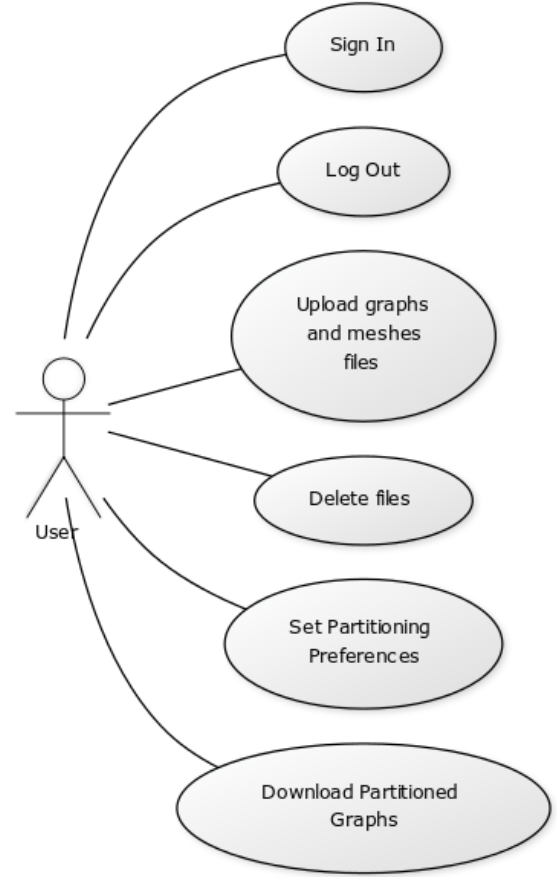 Sign In
Log Out
Upload graphs
and meshes
files
Delete files
User
Set Partitioning
Preferences
Download Partitioned
Graphs